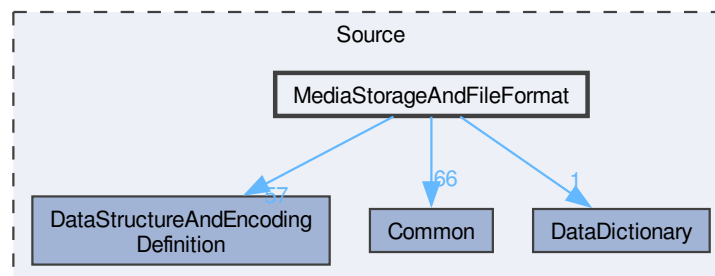 Source
MediaStorageAndFileFormat
57
66
1
DataStructureAndEncoding
Definition
Common
DataDictionary